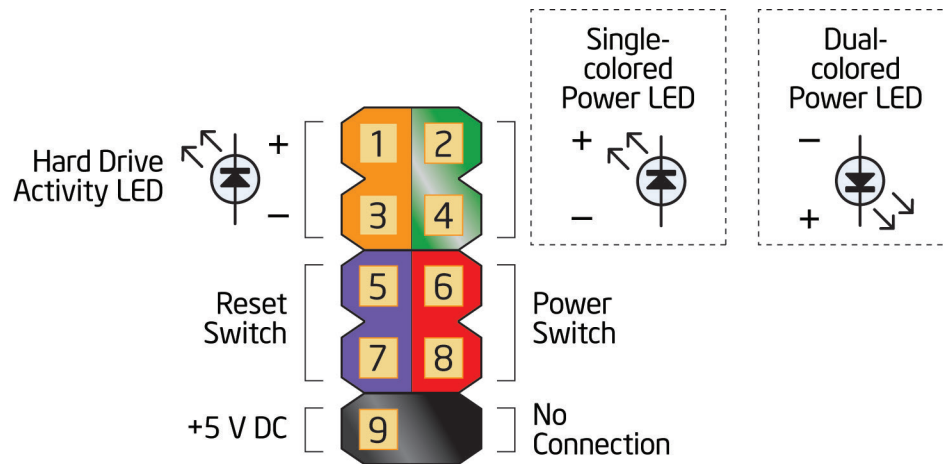 Single-
colored
Power LED
Dual-
colored
Power LED
Hard Drive
Activity LED
+
−
1
2
3
4
+
−
−
+
Reset
Switch
5
6
7
8
Power
Switch
+5 V DC
9
No
Connection